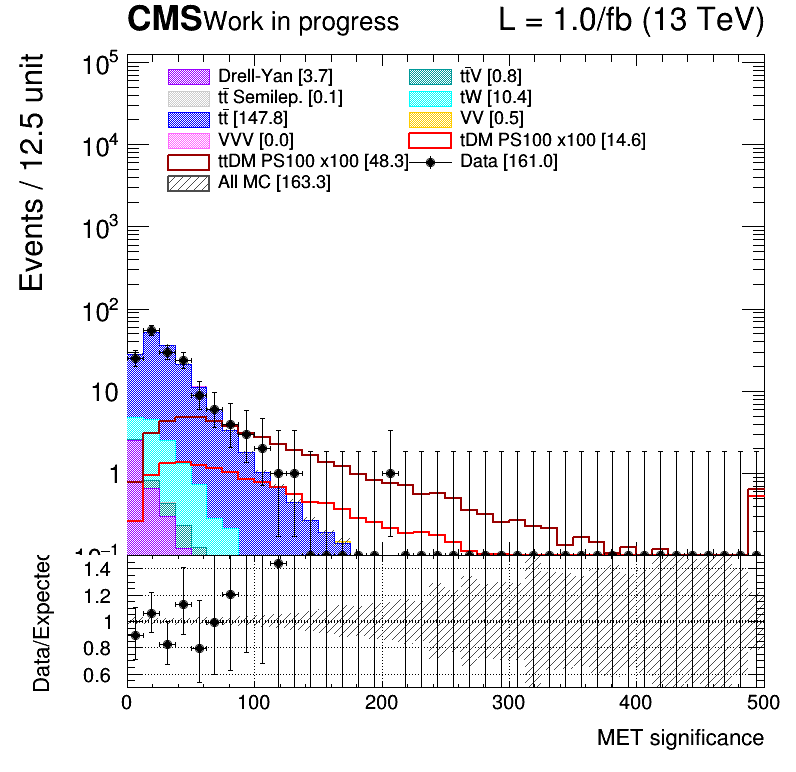 CMS Work in progress L = 1.0/fb (13 TeV)
Events / 12.5 unit
10⁵
10⁴
10³
10²
10
1
10⁻¹
Drell-Yan [3.7] tt̄V [0.8]
tt̄ Semilep. [0.1] tW [10.4]
tt̄ [147.8] VV [0.5]
VVV [0.0] tDM PS100 x100 [14.6]
ttDM PS100 x100 [48.3] Data [161.0]
All MC [163.3]
Data/Expected
1.4
1.2
1
0.8
0.6
0 100 200 300 400 500
MET significance